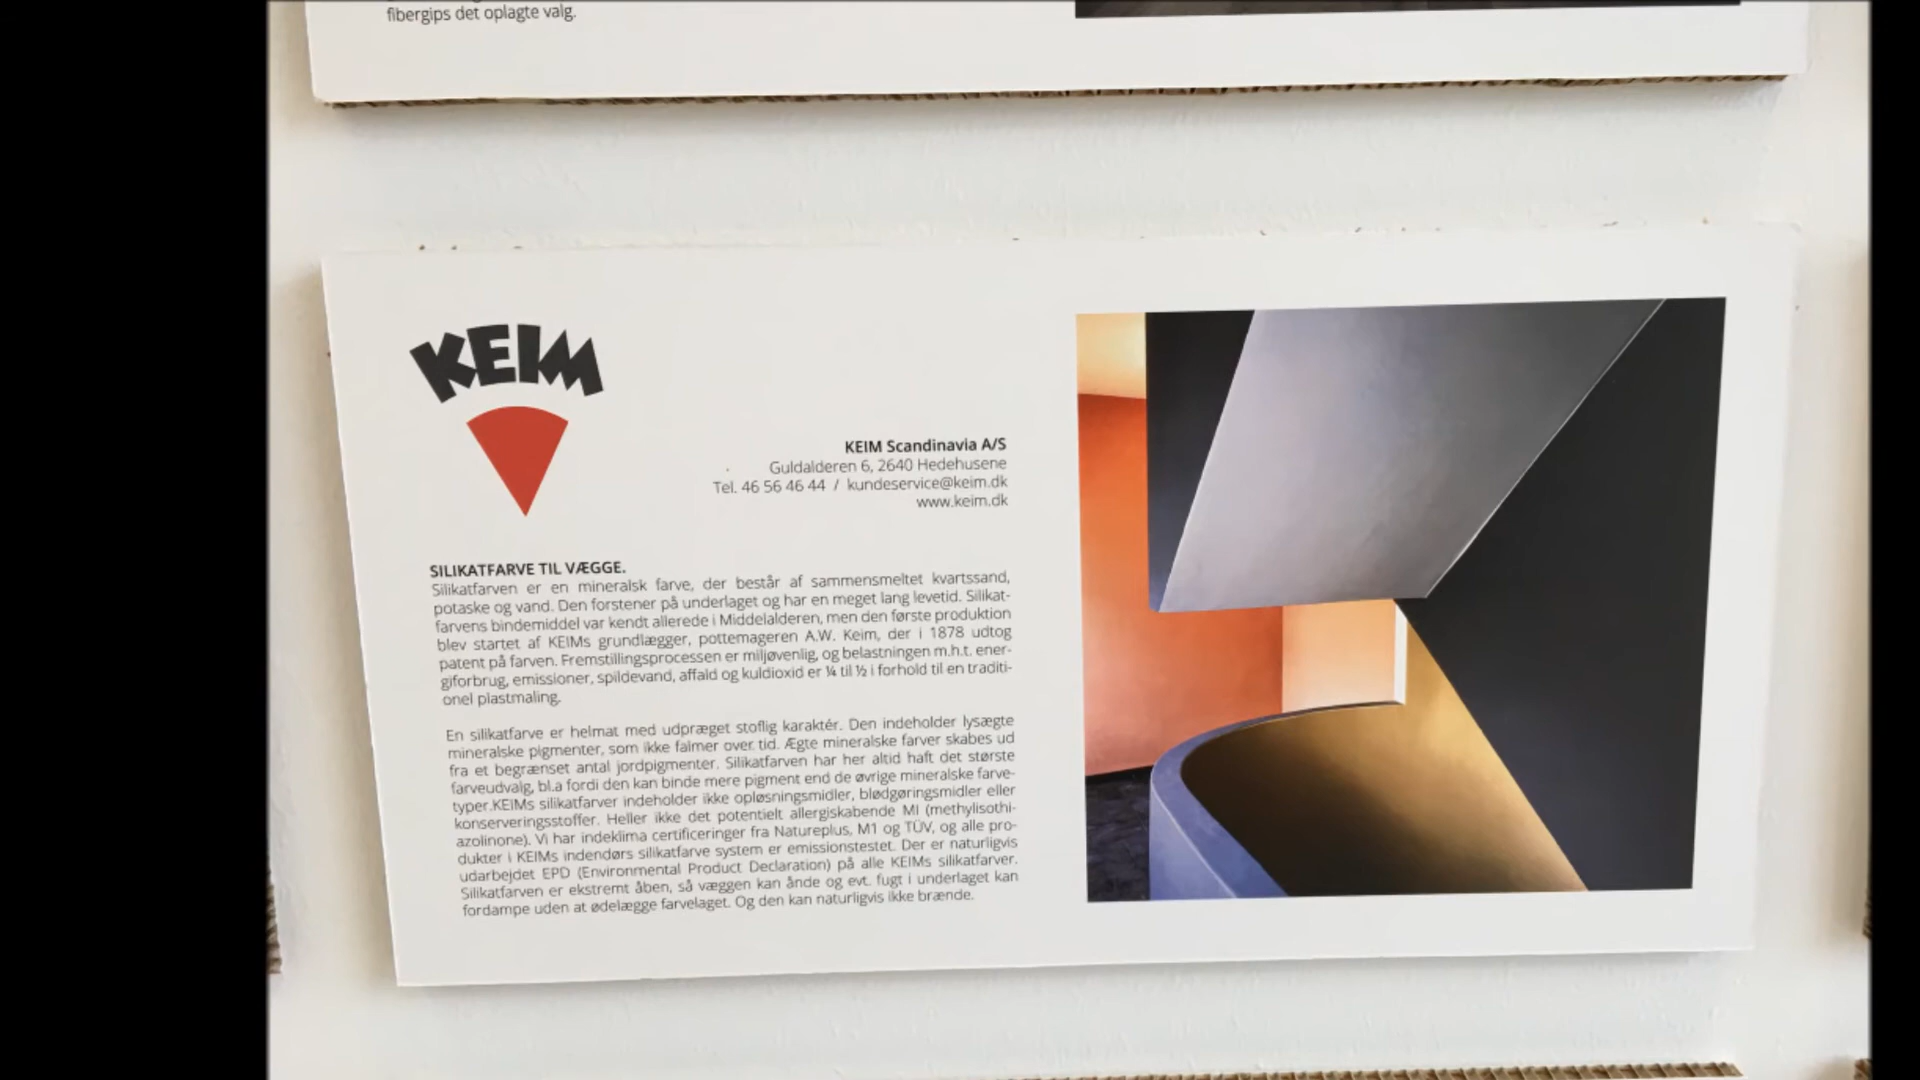 fibergips det oplagte valg.
KEIM
KEIM Scandinavia A/S
Guldalderen 6, 2640 Hedehusene
Tel. 46 56 46 44 / kundeservice@keim.dk
www.keim.dk
SILIKATFARVE TIL VÆGGE.
Silikatfarven er en mineralsk farve, der består af sammensmeltet kvartssand,
potaske og vand. Den forstener på underlaget og har en meget lang levetid. Silikat-
farvens bindemiddel var kendt allerede i Middelalderen, men den første produktion
blev startet af KEIMs grundlægger, pottemageren A.W. Keim, der i 1878 udtog
patent på farven. Fremstillingsprocessen er miljøvenlig, og belastningen m.h.t. ener-
giforbrug, emissioner, spildevand, affald og kuldioxid er ¼ til ½ i forhold til en traditi-
onel plastmaling.
En silikatfarve er helmat med udpræget stoflig karaktér. Den indeholder lysægte
mineralske pigmenter, som ikke falmer over tid. Ægte mineralske farver skabes ud
fra et begrænset antal jordpigmenter. Silikatfarven har her altid haft det største
farveudvalg, bl.a fordi den kan binde mere pigment end de øvrige mineralske farve-
typer.KEIMs silikatfarver indeholder ikke opløsningsmidler, blødgøringsmidler eller
konserveringsstoffer. Heller ikke det potentielt allergiskabende MI (methylisothi-
azolinone). Vi har indeklima certificeringer fra Natureplus, M1 og TÜV, og alle pro-
dukter i KEIMs indendørs silikatfarve system er emissionstestet. Der er naturligvis
udarbejdet EPD (Environmental Product Declaration) på alle KEIMs silikatfarver.
Silikatfarven er ekstremt åben, så væggen kan ånde og evt. fugt i underlaget kan
fordampe uden at ødelægge farvelaget. Og den kan naturligvis ikke brænde.